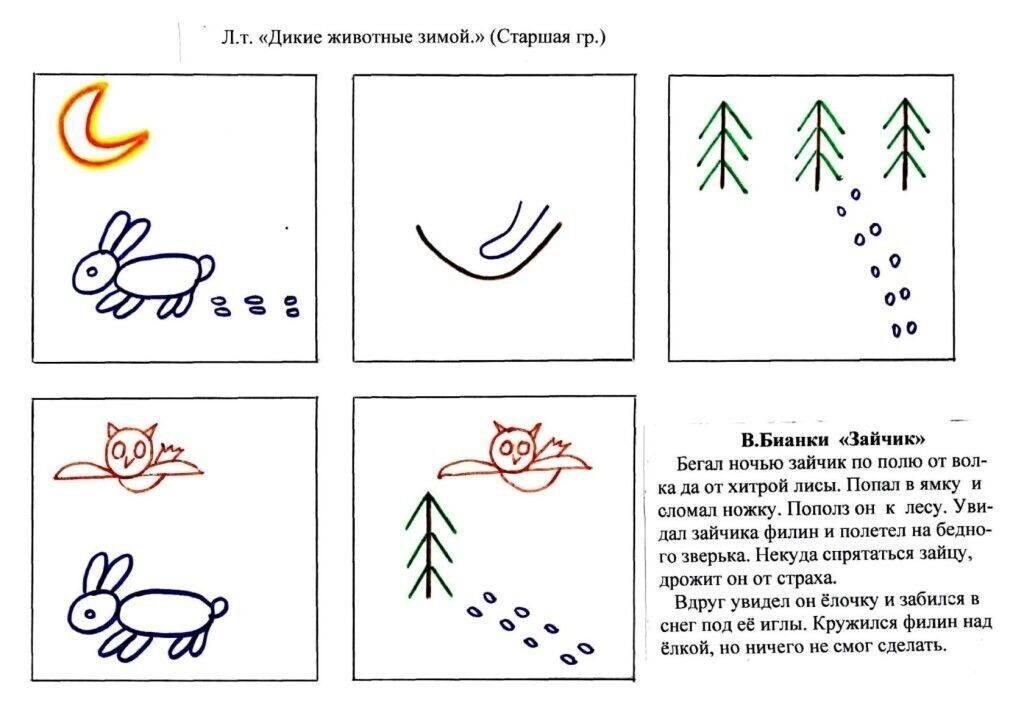 Л.т. «Дикие животные зимой.» (Старшая гр.)
В.Бианки «Зайчик»
Бегал ночью зайчик по полю от вол-
ка да от хитрой лисы. Попал в ямку и
сломал ножку. Пополз он к лесу. Уви-
дал зайчика филин и полетел на бедно-
го зверька. Некуда спрятаться зайцу,
дрожит он от страха.
Вдруг увидел он ёлочку и забился в
снег под её иглы. Кружился филин над
ёлкой, но ничего не смог сделать.